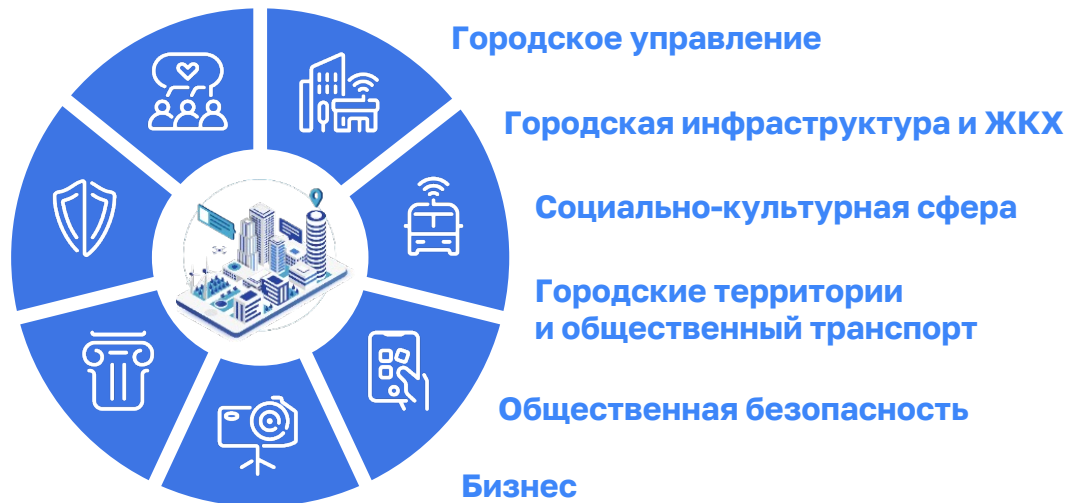 Городское управление
Городская инфраструктура и ЖКХ
Социально-культурная сфера
Городские территории
и общественный транспорт
Общественная безопасность
Бизнес